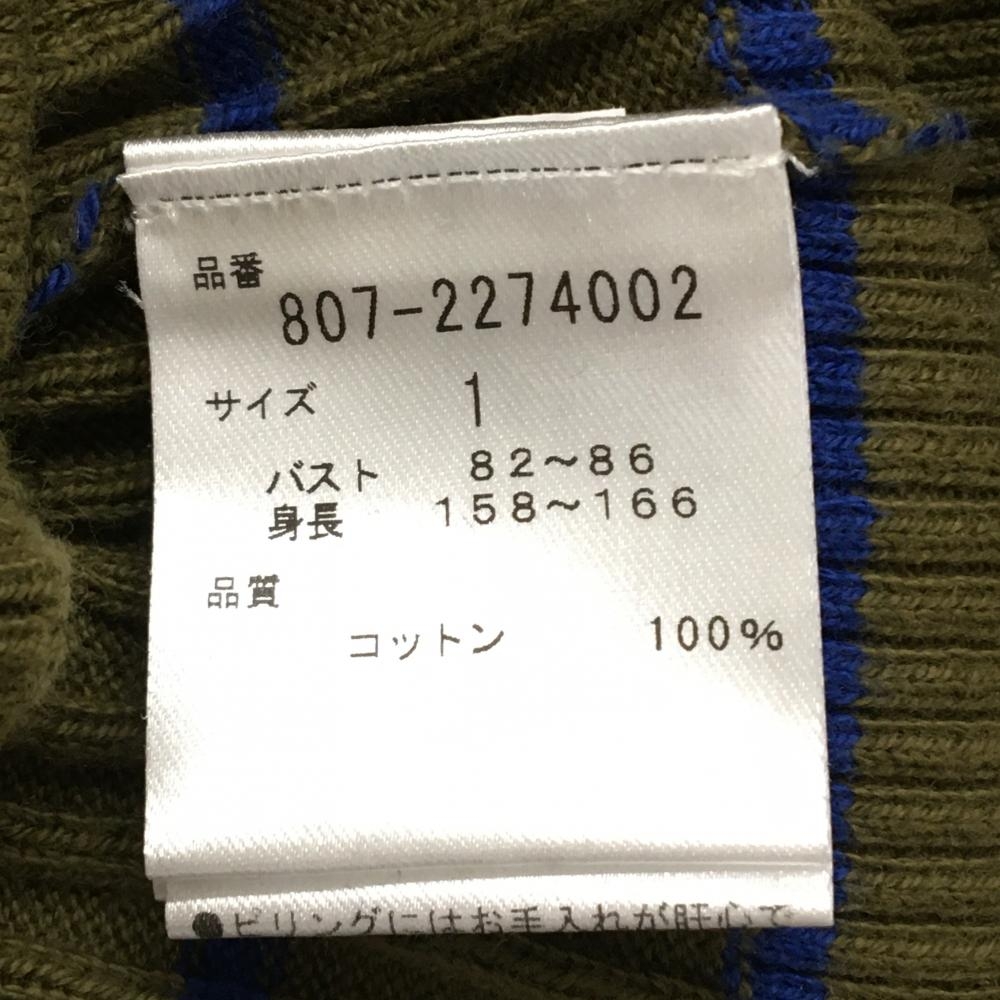 品番
807-2274002
サイズ 1
バスト 82〜86
身長 158〜166
品質
コットン 100%
●ピリングにはお手入れが肝心で